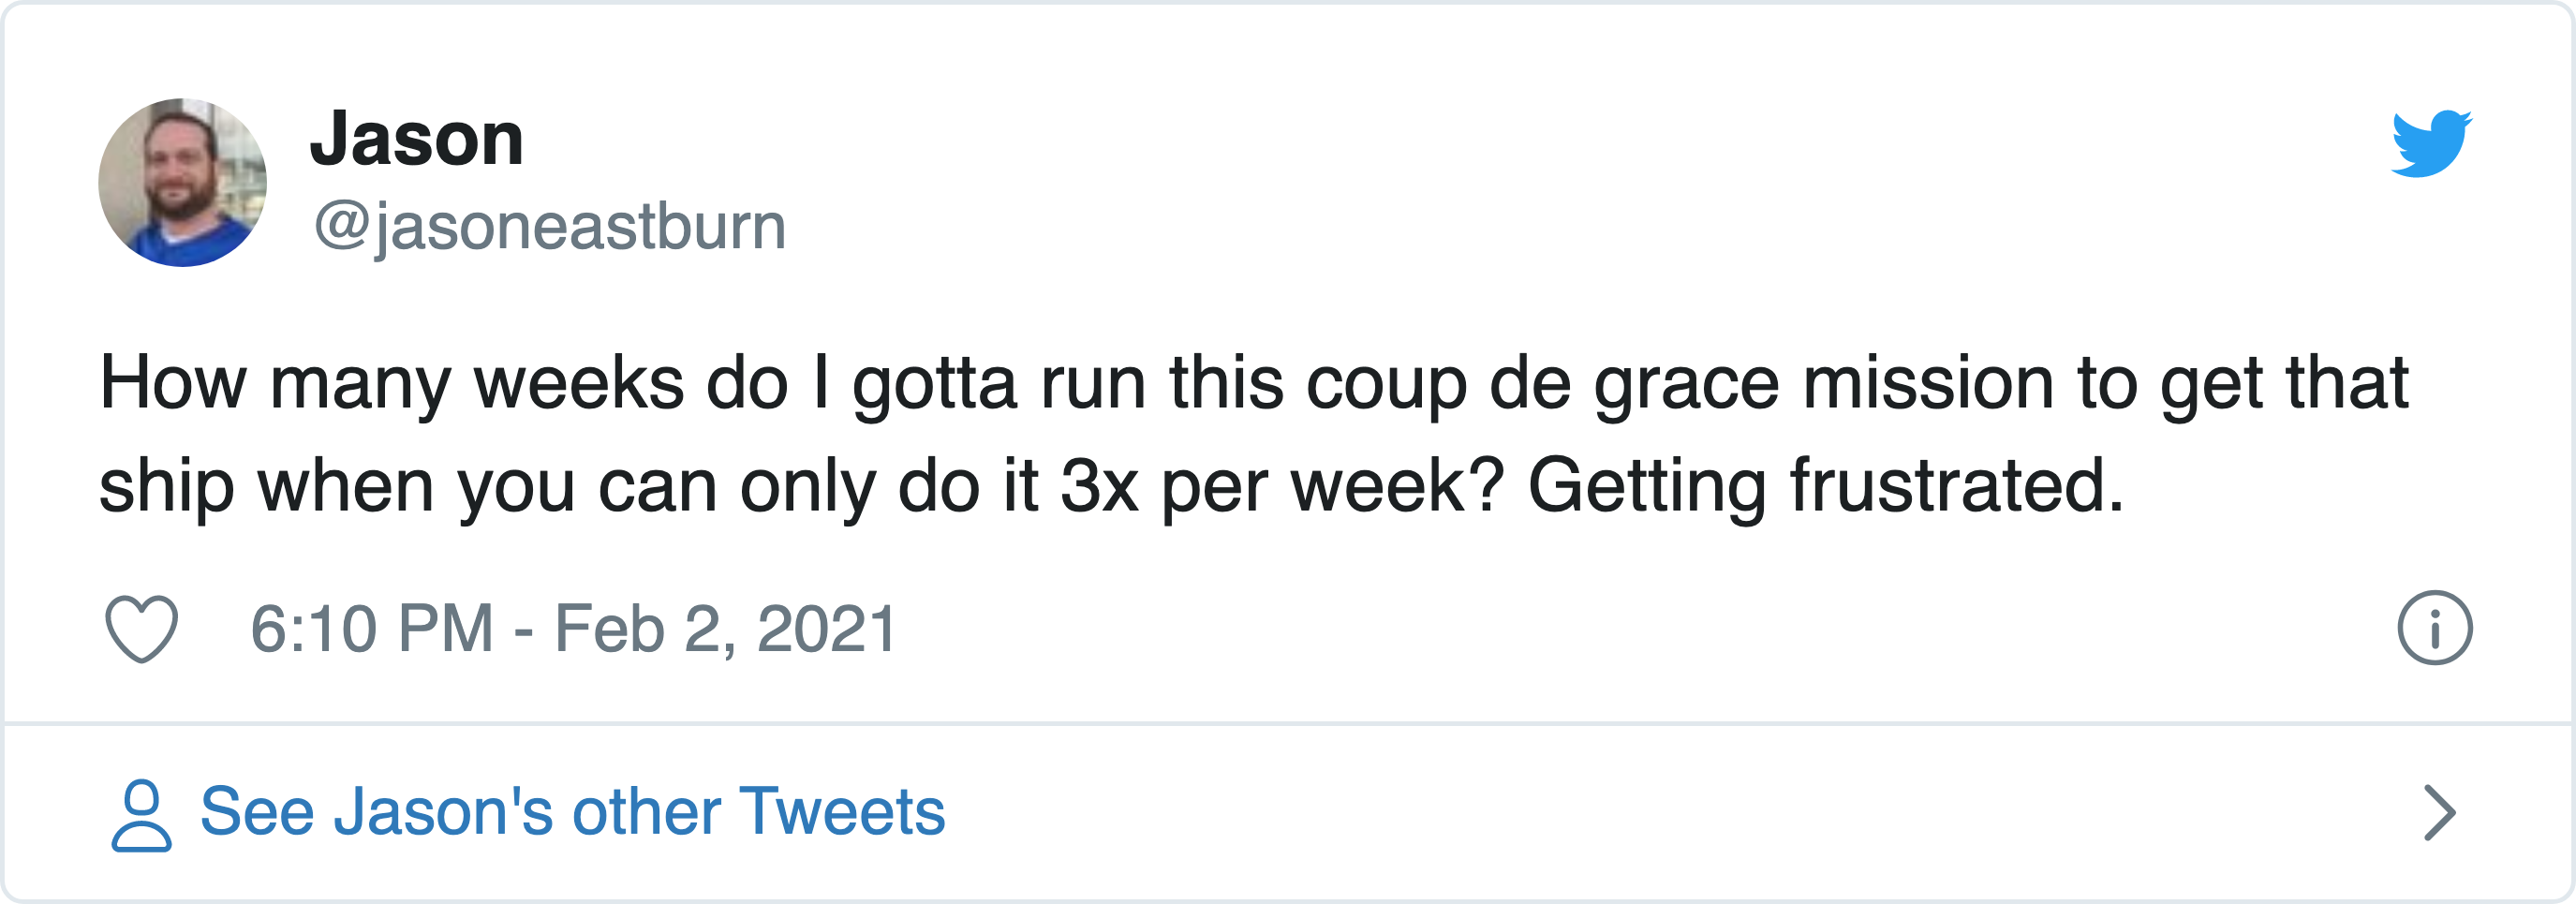 Jason
@jasoneastburn
How many weeks do I gotta run this coup de grace mission to get that
ship when you can only do it 3x per week? Getting frustrated.
6:10 PM - Feb 2, 2021
See Jason's other Tweets